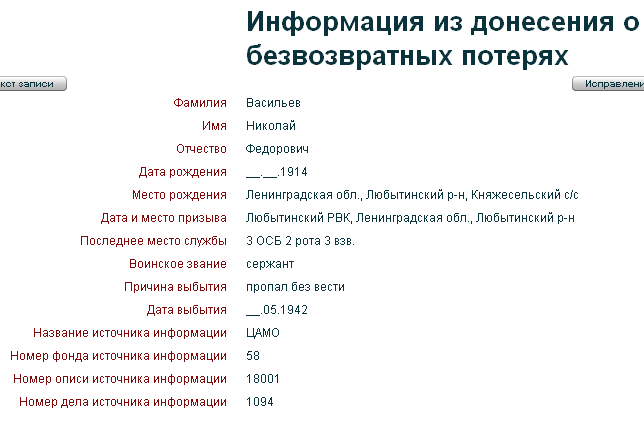 Информация из донесения о
безвозвратных потерях
кст записи
Исправлени
Фамилия Васильев
Имя Николай
Отчество Федорович
Дата рождения __.__.1914
Место рождения Ленинградская обл., Любытинский р-н, Княжесельский с/с
Дата и место призыва Любытинский РВК, Ленинградская обл., Любытинский р-н
Последнее место службы 3 ОСБ 2 рота 3 взв.
Воинское звание сержант
Причина выбытия пропал без вести
Дата выбытия __.05.1942
Название источника информации ЦАМО
Номер фонда источника информации 58
Номер описи источника информации 18001
Номер дела источника информации 1094